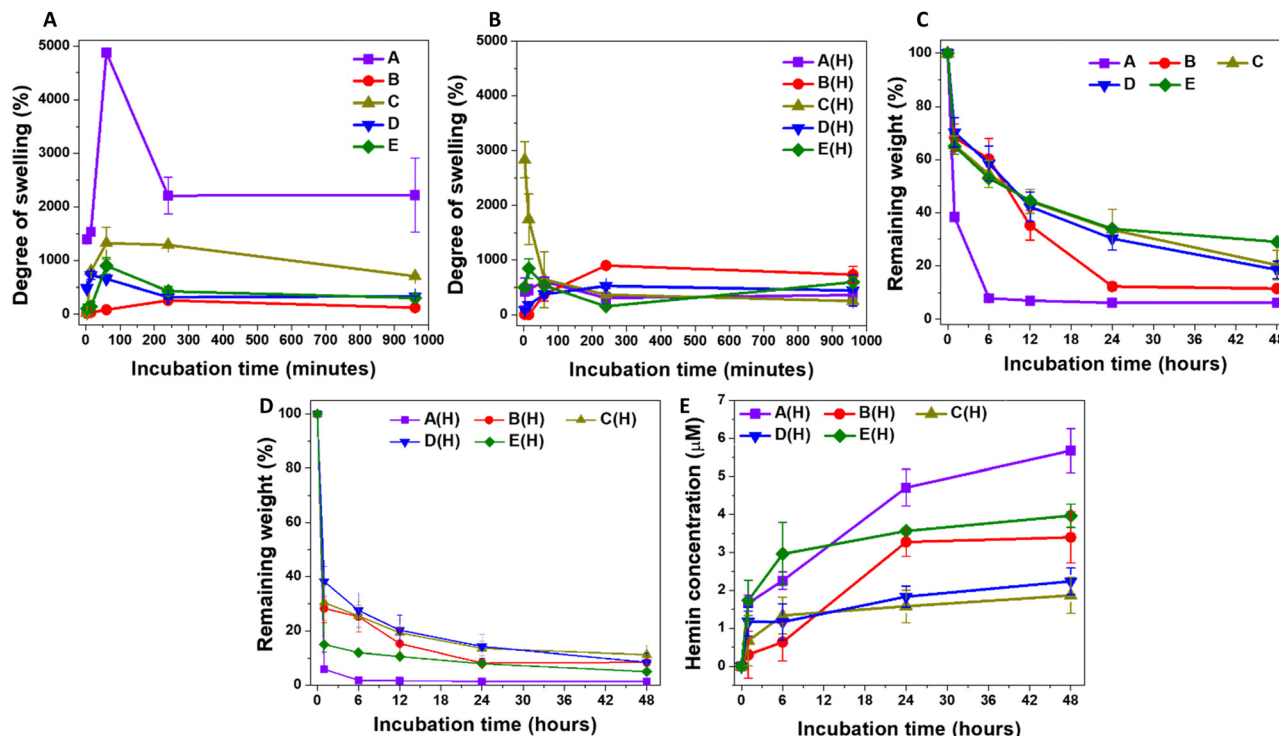 A
5000
4000
3000
2000
1000
0
Degree of swelling (%)
A
B
C
D
E
0 100 200 300 400 500 600 700 800 900 1000
Incubation time (minutes)
B
5000
4000
3000
2000
1000
0
Degree of swelling (%)
A(H)
B(H)
C(H)
D(H)
E(H)
0 100 200 300 400 500 600 700 800 900 1000
Incubation time (minutes)
C
100
80
60
40
20
0
Remaining weight (%)
A B C
D E
0 6 12 18 24 30 36 42 48
Incubation time (hours)
D
100
80
60
40
20
0
Remaining weight (%)
A(H) B(H) C(H)
D(H) E(H)
0 6 12 18 24 30 36 42 48
Incubation time (hours)
E
7
6
5
4
3
2
1
0
-1
Hemin concentration (μM)
A(H) B(H) C(H)
D(H) E(H)
0 6 12 18 24 30 36 42 48
Incubation time (hours)